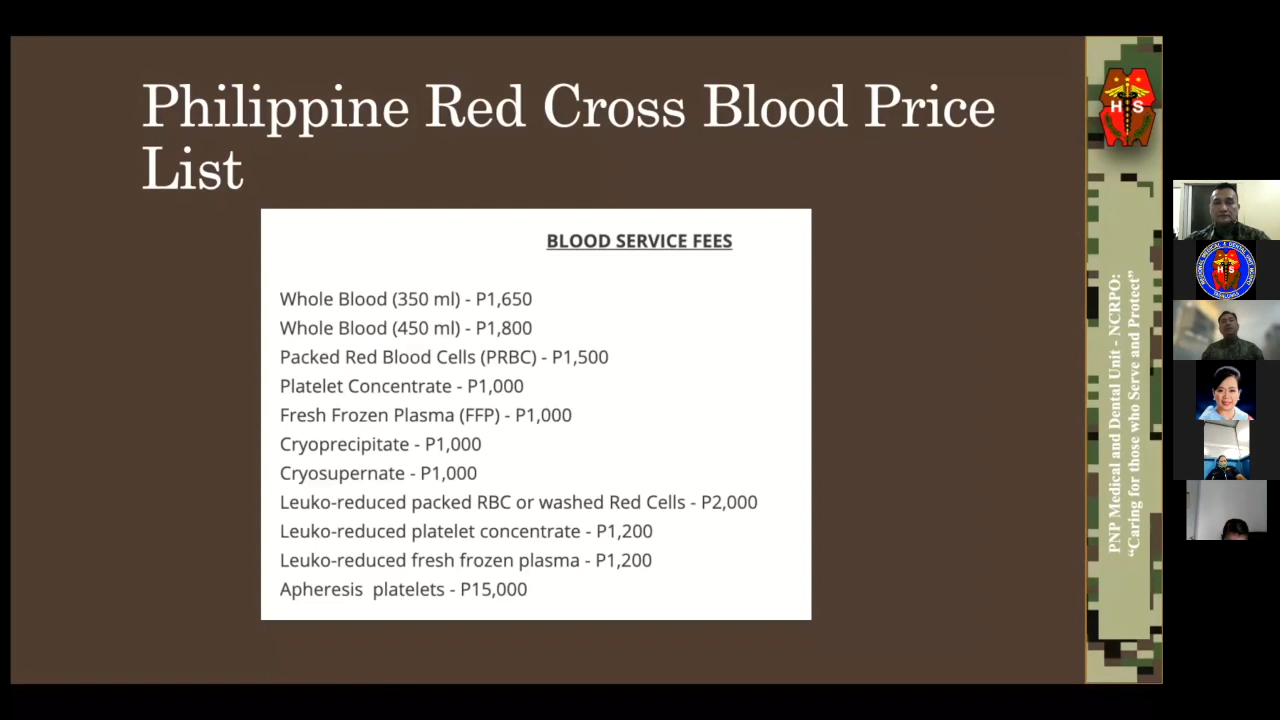 Philippine Red Cross Blood Price
List
BLOOD SERVICE FEES
Whole Blood (350 ml) - P1,650
Whole Blood (450 ml) - P1,800
Packed Red Blood Cells (PRBC) - P1,500
Platelet Concentrate - P1,000
Fresh Frozen Plasma (FFP) - P1,000
Cryoprecipitate - P1,000
Cryosupernate - P1,000
Leuko-reduced packed RBC or washed Red Cells - P2,000
Leuko-reduced platelet concentrate - P1,200
Leuko-reduced fresh frozen plasma - P1,200
Apheresis platelets - P15,000
H S
PNP Medical and Dental Unit - NCRPO:
“Caring for those who Serve and Protect”